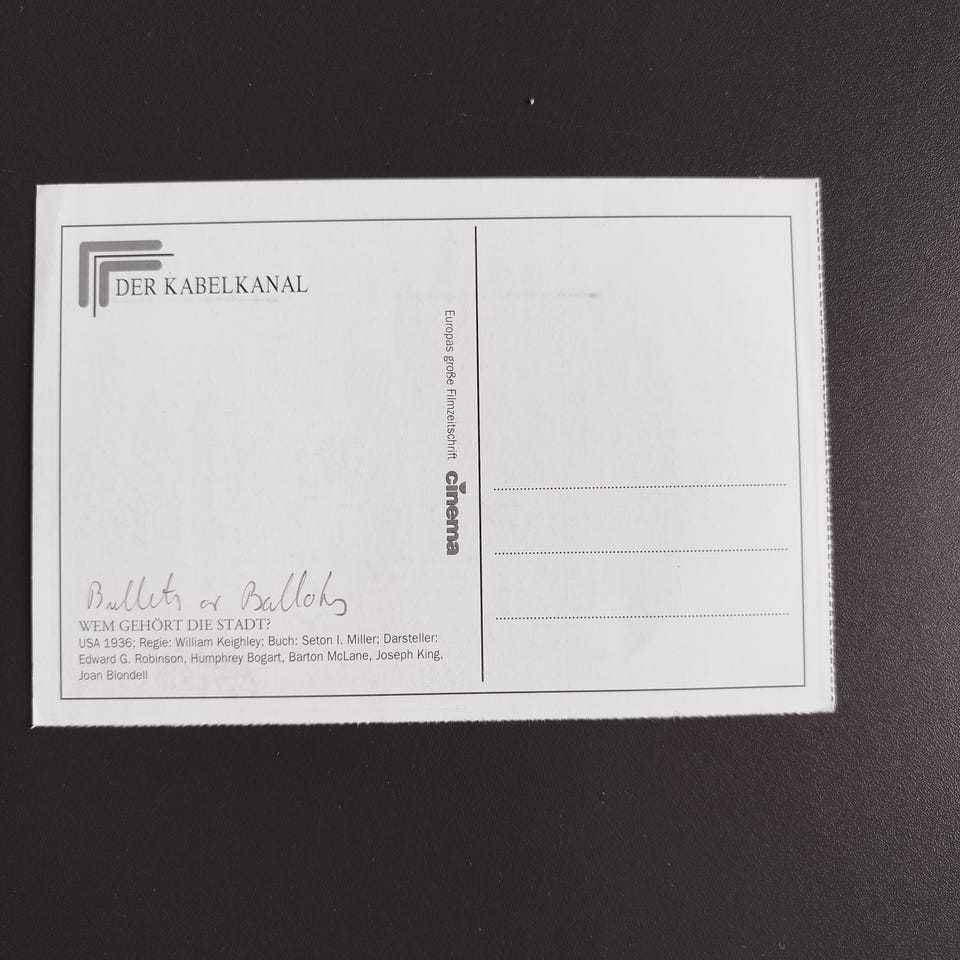 DER KABELKANAL
Europas große Filmzeitschrift cinema
Bullets or Ballots
WEM GEHÖRT DIE STADT?
USA 1936; Regie: William Keighley; Buch: Seton I. Miller; Darsteller:
Edward G. Robinson, Humphrey Bogart, Barton McLane, Joseph King,
Joan Blondell